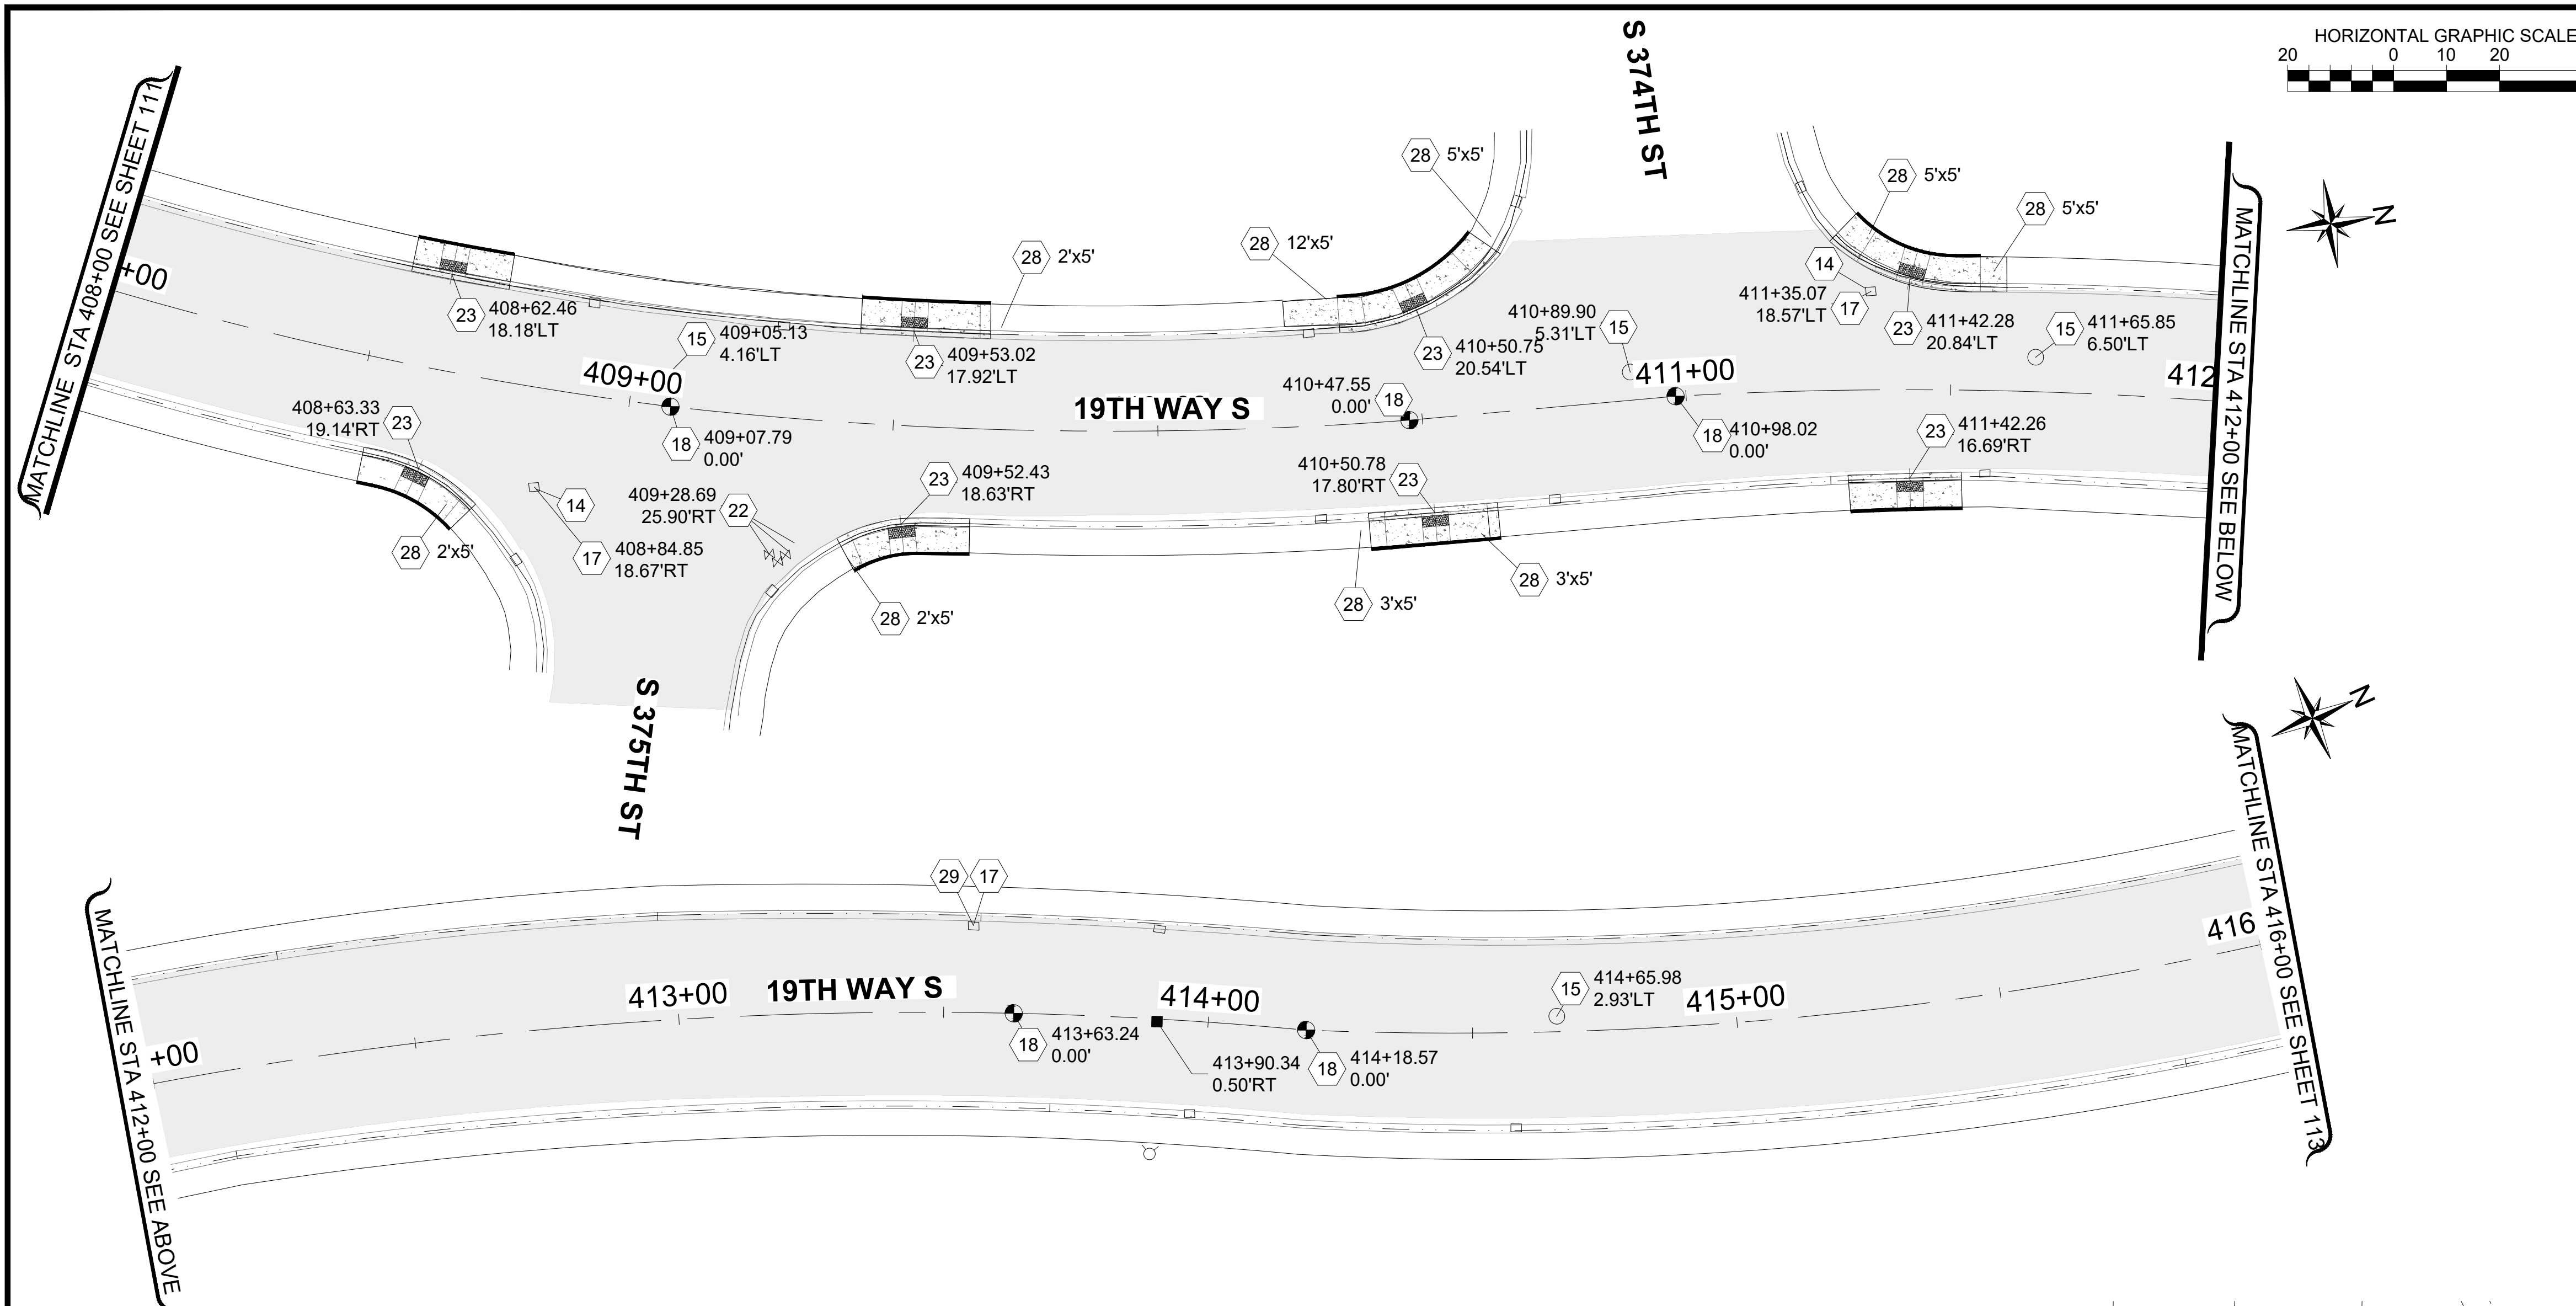 HORIZONTAL GRAPHIC SCALE
20 0 10 20
S 374TH ST
MATCHLINE STA 408+00 SEE SHEET 111
+00
28 5'x5'
28 5'x5'
28 5'x5'
N
28 2'x5'
28 12'x5'
14
23 408+62.46
18.18'LT
15 409+05.13
4.16'LT
23 409+53.02
17.92'LT
23 410+50.75
20.54'LT
410+89.90
5.31'LT 15
411+35.07
18.57'LT 17
23 411+42.28
20.84'LT
15 411+65.85
6.50'LT
409+00
411+00
412
19TH WAY S
410+47.55
0.00' 18
408+63.33
19.14'RT 23
18 409+07.79
0.00'
18 410+98.02
0.00'
23 411+42.26
16.69'RT
23 409+52.43
18.63'RT
410+50.78
17.80'RT 23
14
409+28.69
25.90'RT 22
28 2'x5'
17 408+84.85
18.67'RT
28 2'x5'
28 3'x5'
28 3'x5'
MATCHLINE STA 412+00 SEE BELOW
S 375TH ST
N
MATCHLINE STA 412+00 SEE ABOVE
29 17
+00
413+00
19TH WAY S
414+00
415+00
416
15 414+65.98
2.93'LT
18 413+63.24
0.00'
413+90.34
0.50'RT
18 414+18.57
0.00'
MATCHLINE STA 416+00 SEE SHEET 113